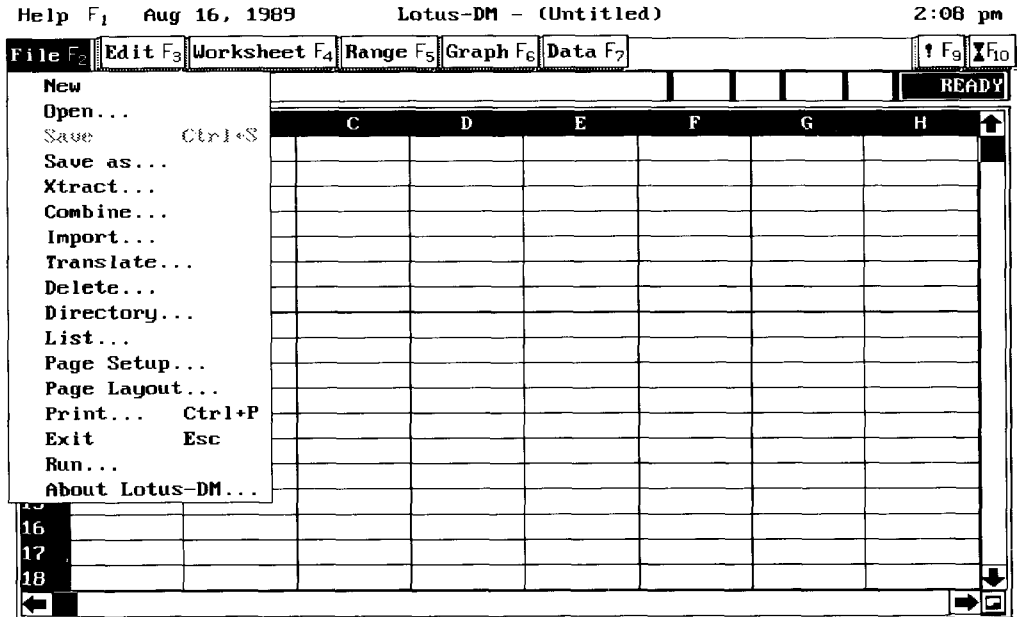 Help F1 Aug 16, 1989 Lotus-DM - (Untitled) 2:08 pm
File F2 Edit F3 Worksheet F4 Range F5 Graph F6 Data F7 ! F9 F10
READY
New
Open...
Save Ctrl+S
Save as...
Xtract...
Combine...
Import...
Translate...
Delete...
Directory...
List...
Page Setup...
Page Layout...
Print... Ctrl+P
Exit Esc
Run...
About Lotus-DM...
C D E F G H
16
17
18